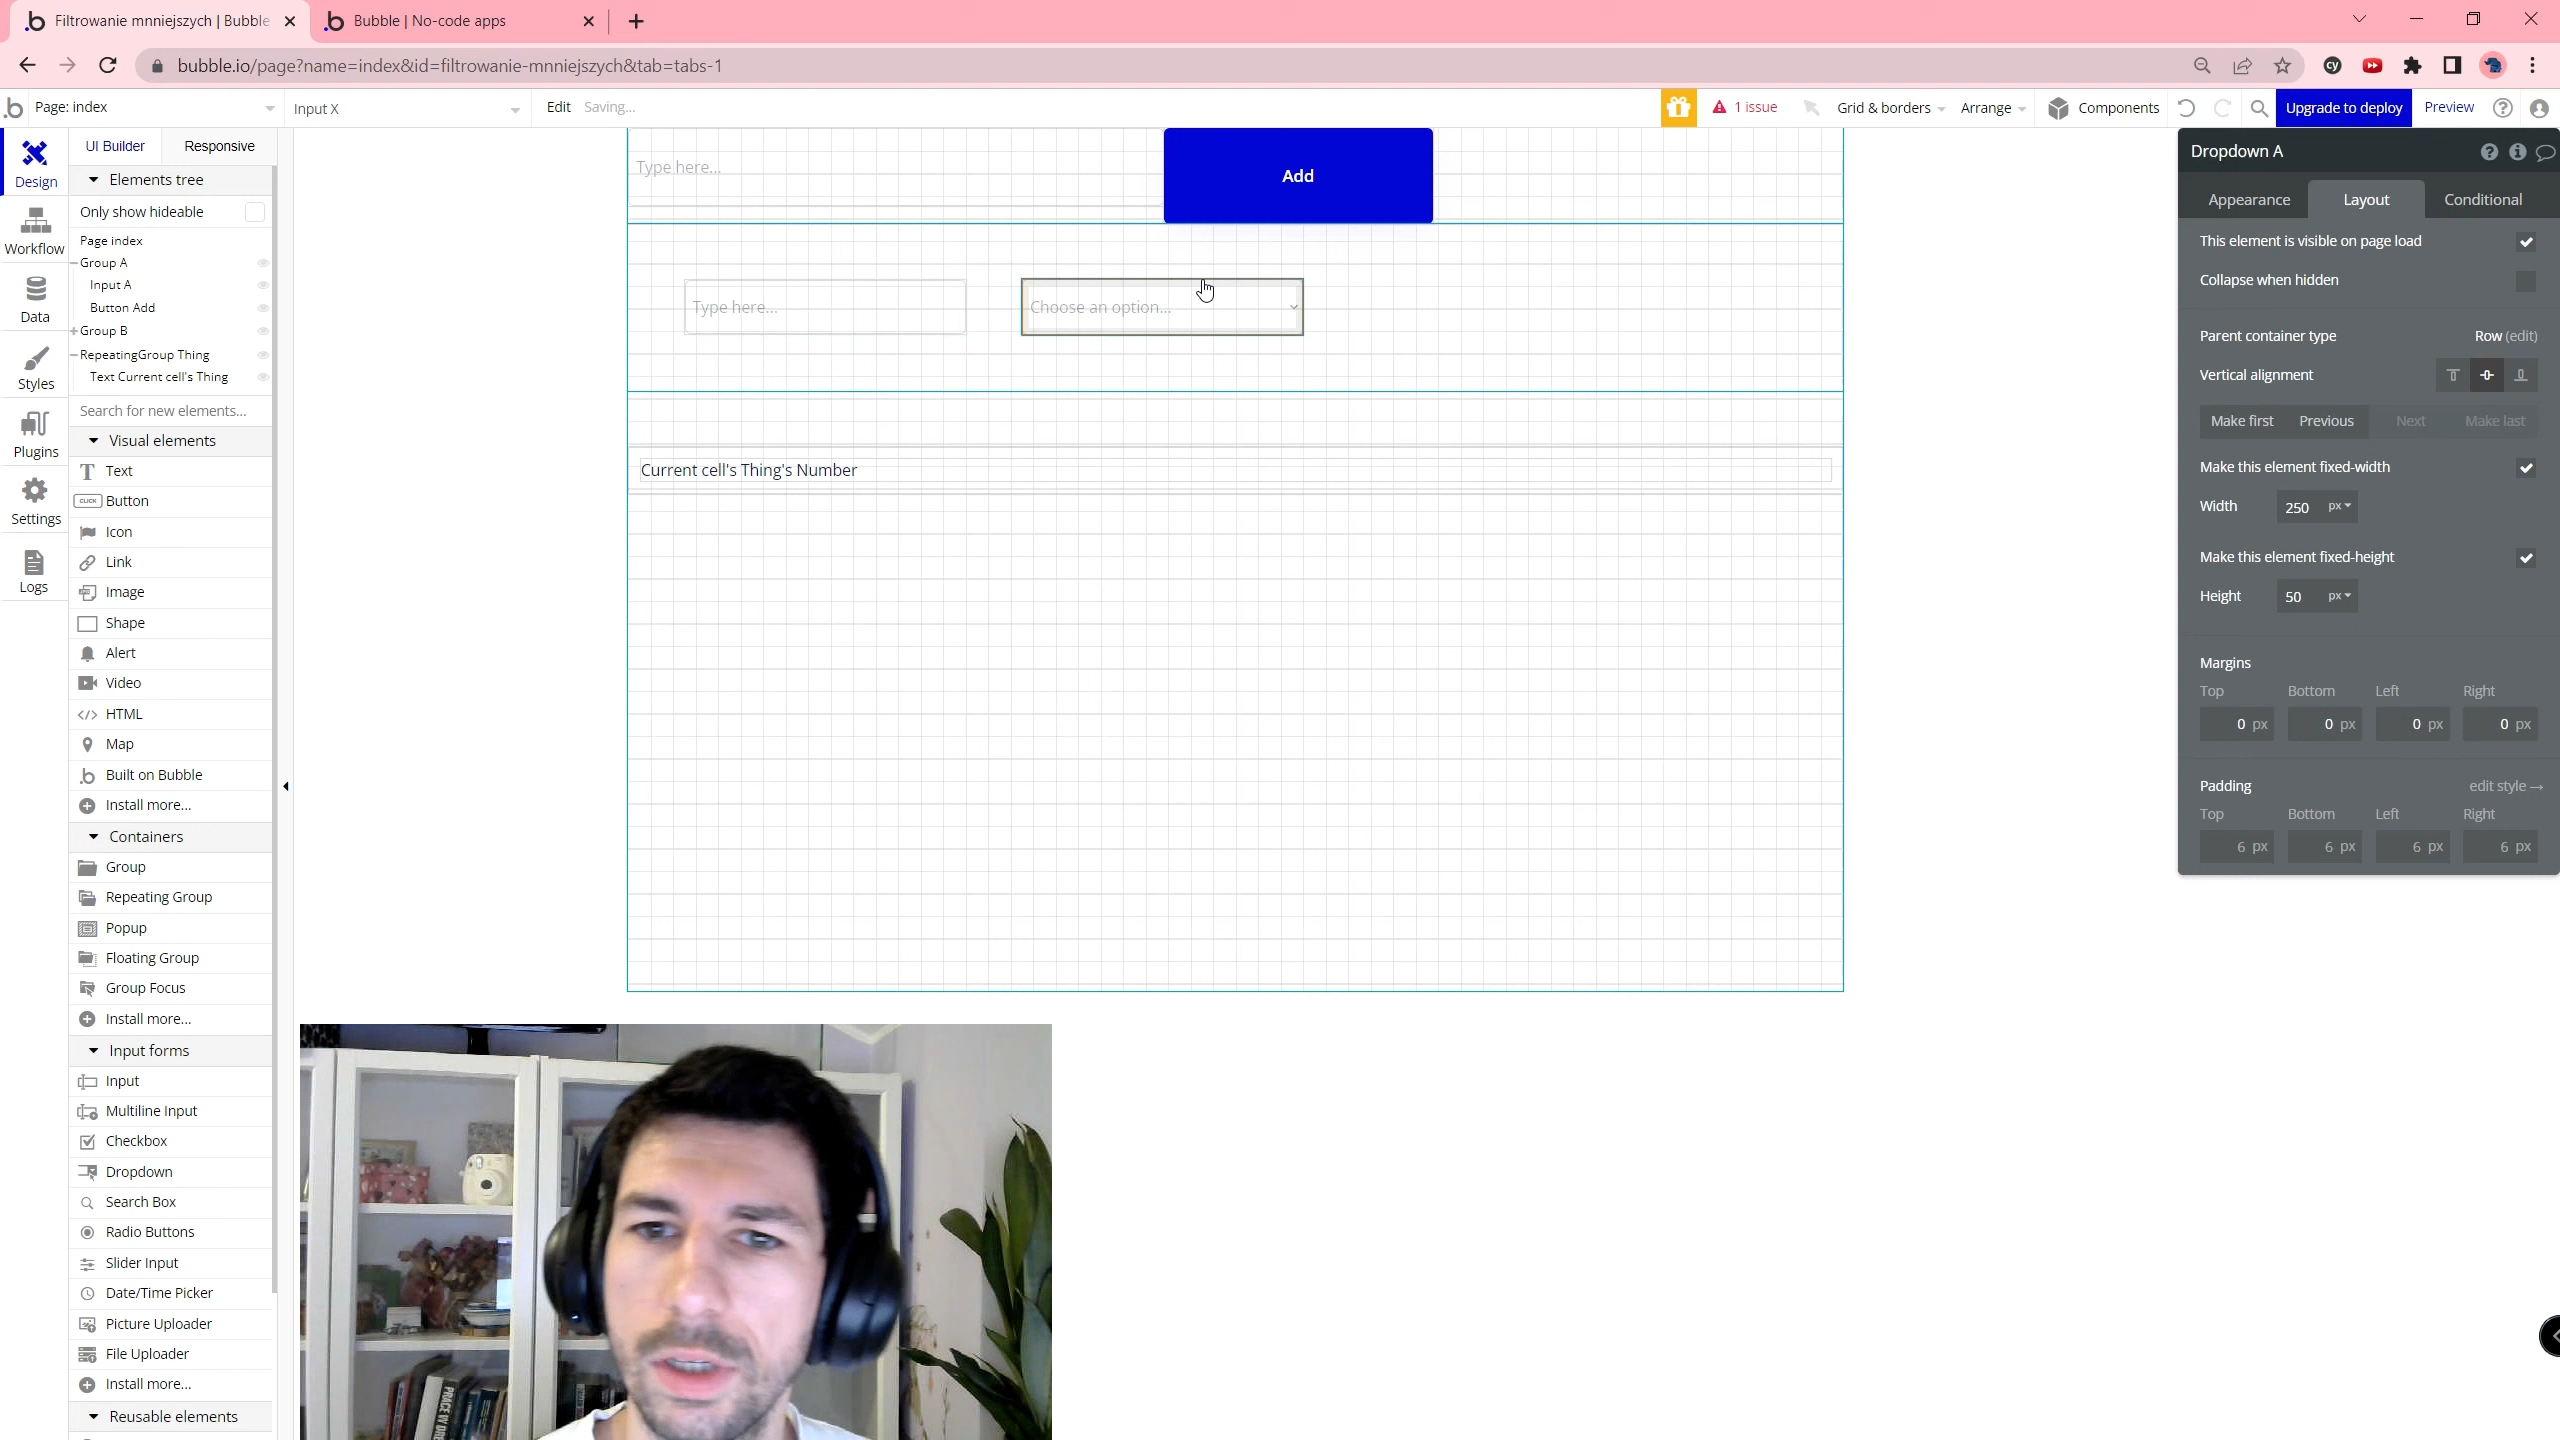 Filtrowanie mnniejszych | Bubble
Bubble | No-code apps
bubble.io/page?name=index&id=filtrowanie-mnniejszych&tab=tabs-1
Page: index
Input X
Edit
Saving...
1 issue
Grid & borders
Arrange
Components
Upgrade to deploy
Preview
Design
Workflow
Data
Styles
Plugins
Settings
Logs
UI Builder
Responsive
Elements tree
Only show hideable
Page index
Group A
Input A
Button Add
Group B
RepeatingGroup Thing
Text Current cell's Thing
Search for new elements...
Visual elements
Text
CLICK Button
Icon
Link
Image
Shape
Alert
Video
HTML
Map
Built on Bubble
Install more...
Containers
Group
Repeating Group
Popup
Floating Group
Group Focus
Install more...
Input forms
Input
Multiline Input
Checkbox
Dropdown
Search Box
Radio Buttons
Slider Input
Date/Time Picker
Picture Uploader
File Uploader
Install more...
Reusable elements
Type here...
Add
Type here...
Choose an option...
Current cell's Thing's Number
Dropdown A
Appearance
Layout
Conditional
This element is visible on page load
Collapse when hidden
Parent container type
Row (edit)
Vertical alignment
Make first
Previous
Next
Make last
Make this element fixed-width
Width
250 px
Make this element fixed-height
Height
50 px
Margins
Top
Bottom
Left
Right
0 px
0 px
0 px
0 px
Padding
edit style →
Top
Bottom
Left
Right
6 px
6 px
6 px
6 px